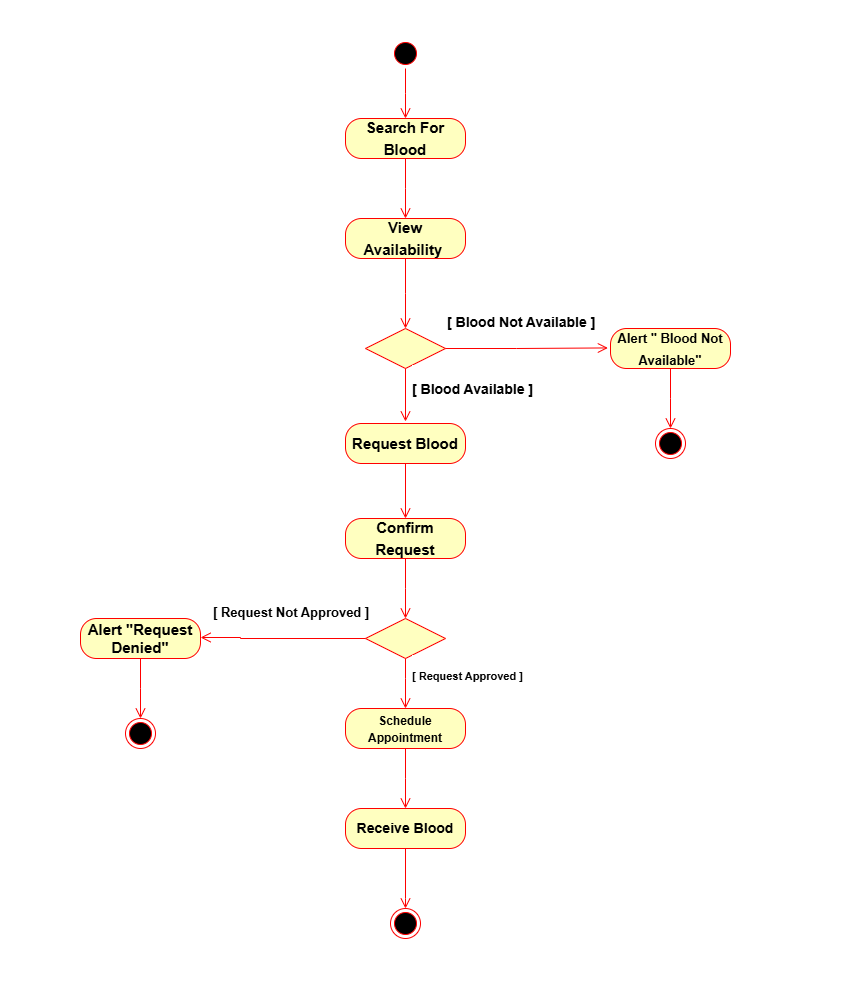 Search For
Blood
View
Availability
[ Blood Not Available ]
Alert " Blood Not
Available"
[ Blood Available ]
Request Blood
Confirm
Request
[ Request Not Approved ]
Alert "Request
Denied"
[ Request Approved ]
Schedule
Appointment
Receive Blood